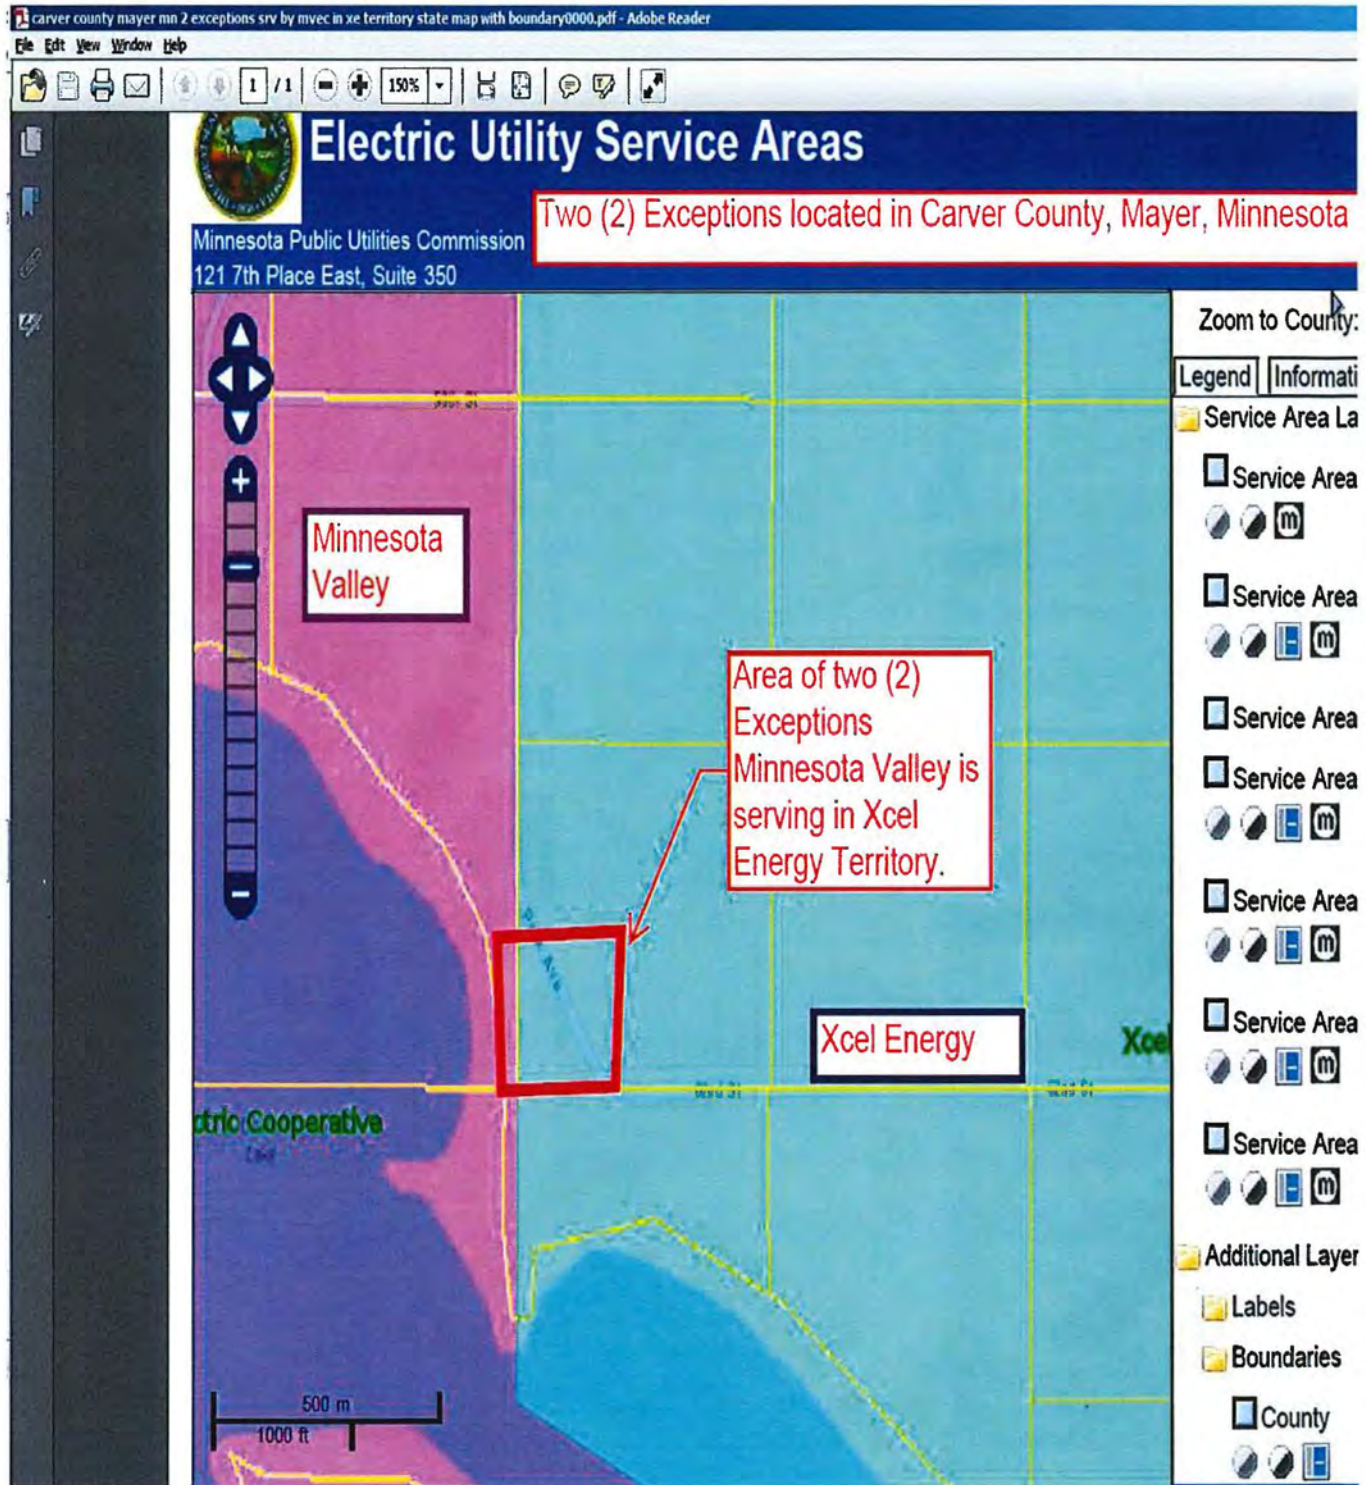 carver county mayer mn 2 exceptions srv by mvec in xe territory state map with boundary0000.pdf - Adobe Reader
File Edit View Window Help
1 / 1 150%
Electric Utility Service Areas
Two (2) Exceptions located in Carver County, Mayer, Minnesota
Minnesota Public Utilities Commission
121 7th Place East, Suite 350
Zoom to County:
Legend Informati
Service Area La
Service Area
Service Area
Service Area
Service Area
Service Area
Service Area
Service Area
Additional Layer
Labels
Boundaries
County
Minnesota
Valley
Area of two (2)
Exceptions
Minnesota Valley is
serving in Xcel
Energy Territory.
Ave
Xcel Energy
Xcel
ctric Cooperative
Lake
500 m
1000 ft